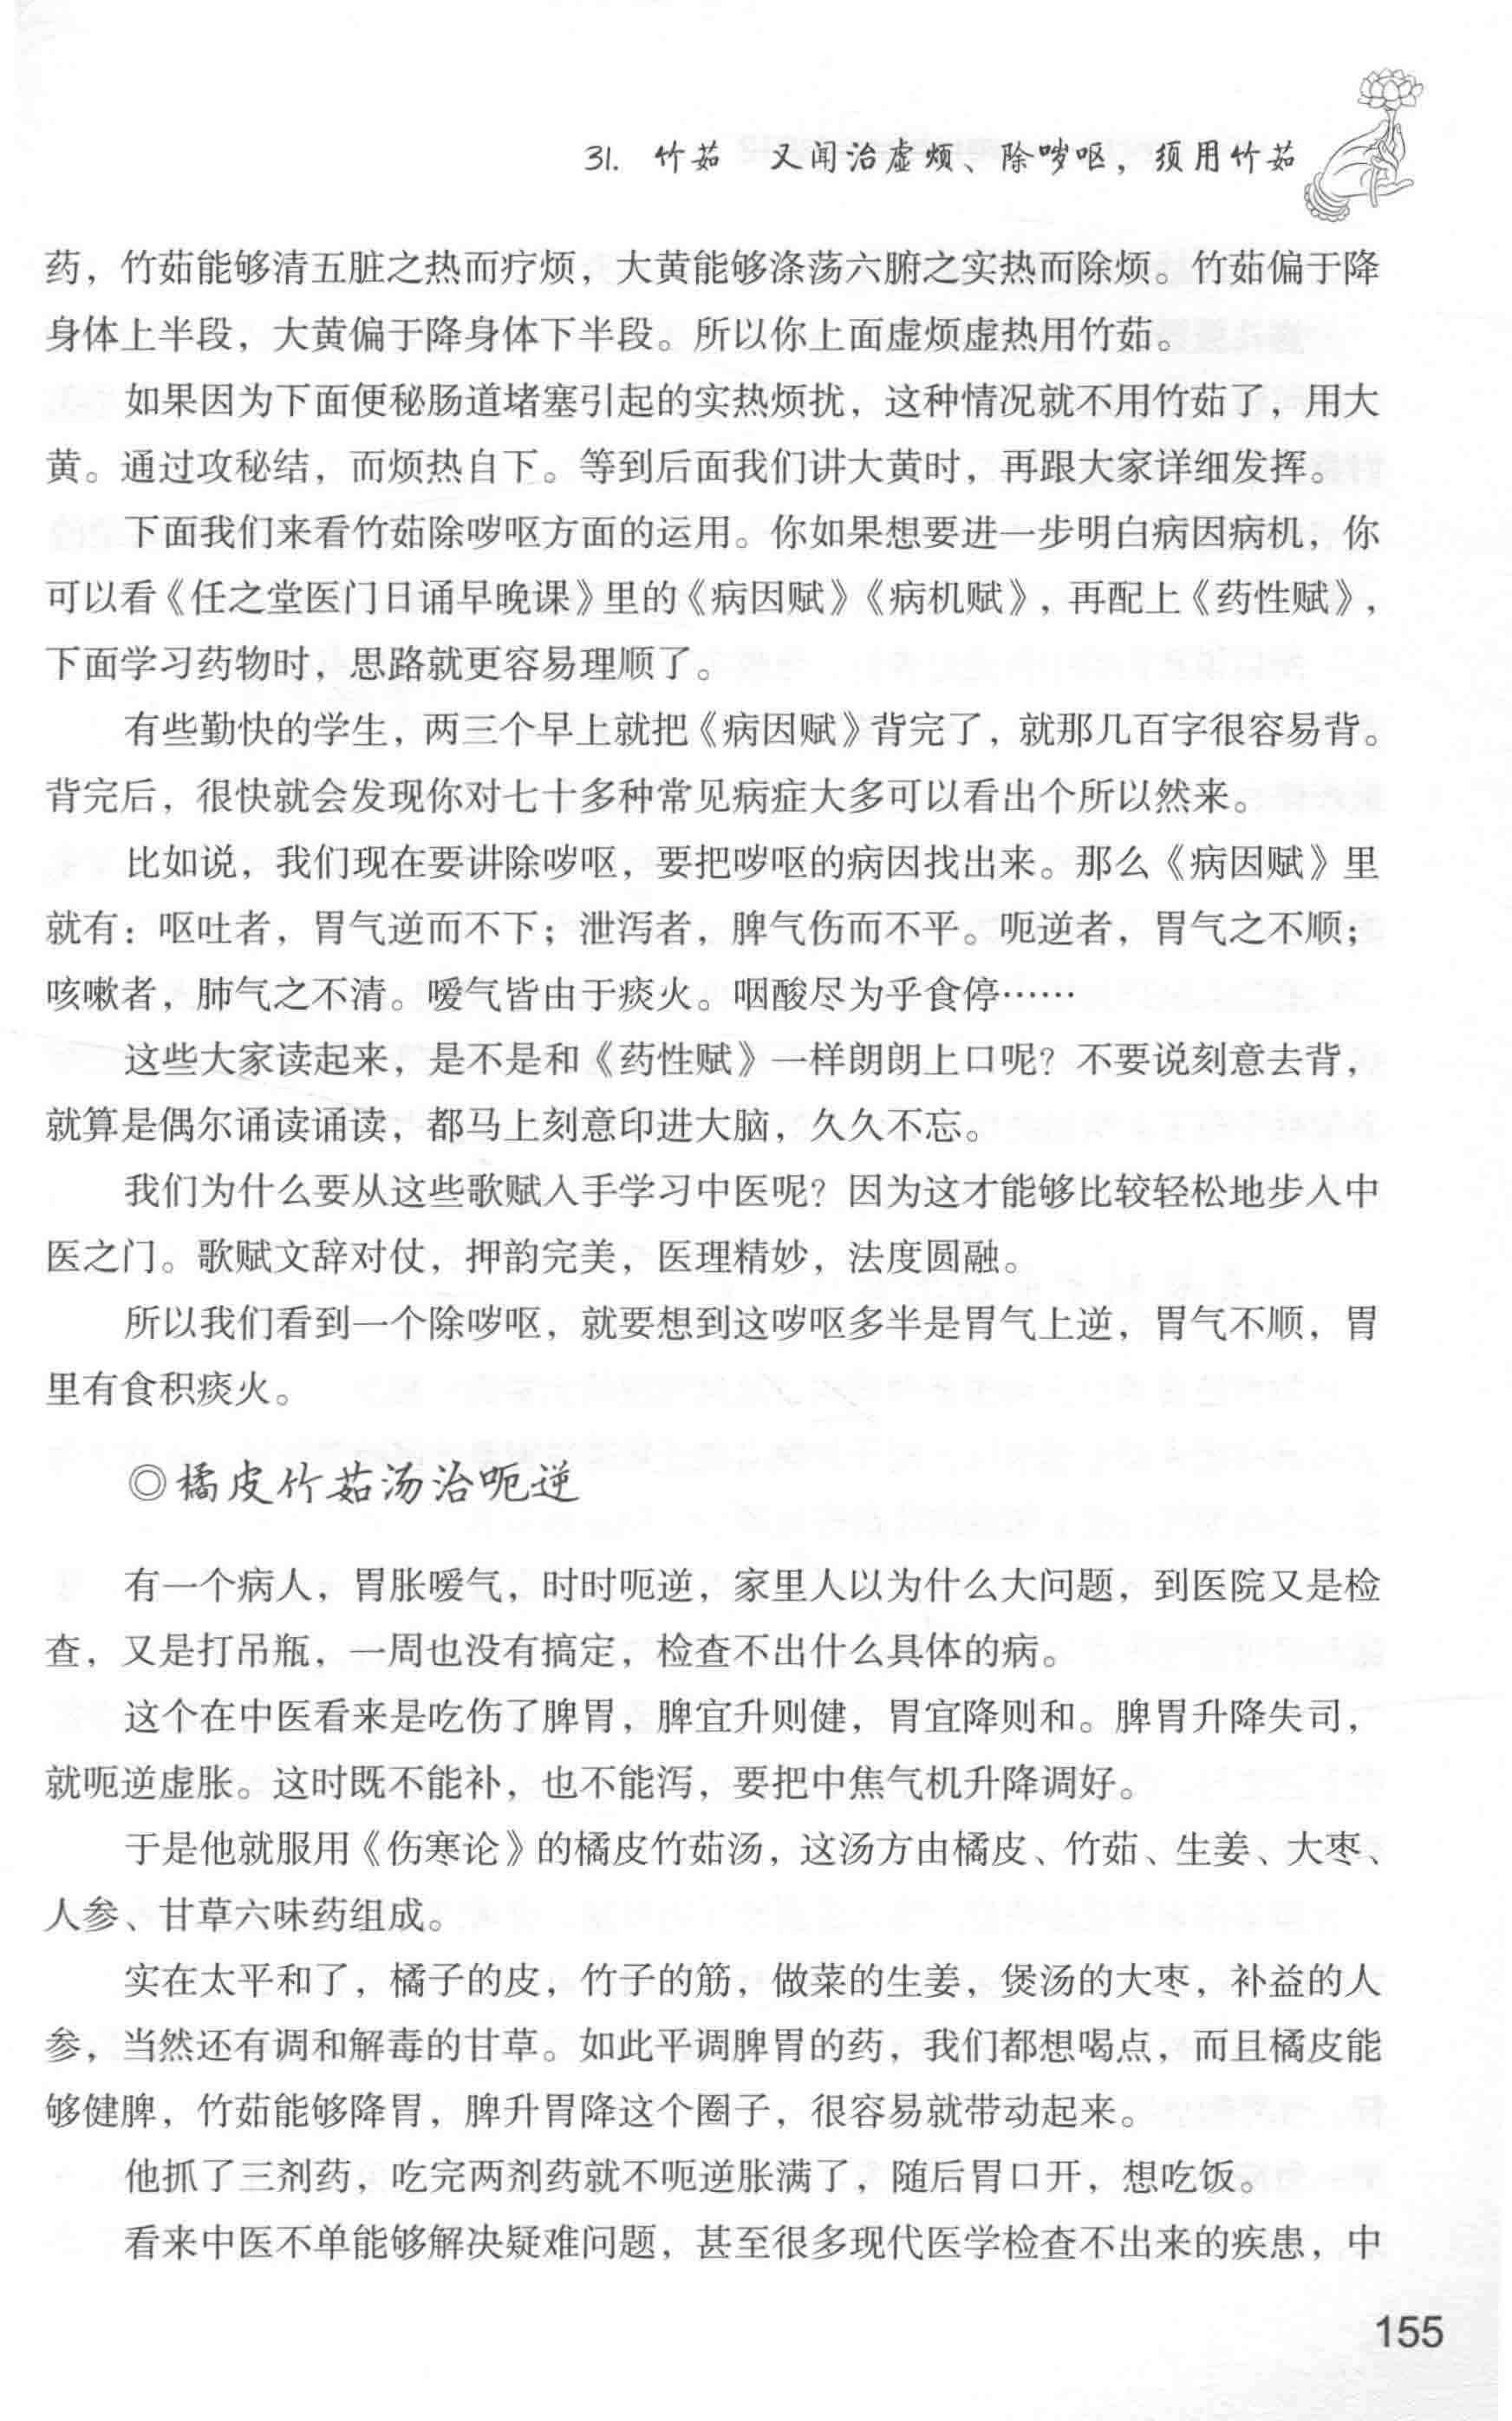 31. 竹茹 又闻治虚烦、除哕呕，须用竹茹
药，竹茹能够清五脏之热而疗烦，大黄能够涤荡六腑之实热而除烦。竹茹偏于降
身体上半段，大黄偏于降身体下半段。所以你上面虚烦虚热用竹茹。
如果因为下面便秘肠道堵塞引起的实热烦扰，这种情况就不用竹茹了，用大
黄。通过攻秘结，而烦热自下。等到后面我们讲大黄时，再跟大家详细发挥。
下面我们来看竹茹除哕呕方面的运用。你如果想要进一步明白病因病机，你
可以看《任之堂医门日诵早晚课》里的《病因赋》《病机赋》，再配上《药性赋》，
下面学习药物时，思路就更容易理顺了。
有些勤快的学生，两三个早上就把《病因赋》背完了，就那几百字很容易背。
背完后，很快就会发现你对七十多种常见病症大多可以看出个所以然来。
比如说，我们现在要讲除哕呕，要把哕呕的病因找出来。那么《病因赋》里
就有：呕吐者，胃气逆而不下；泄泻者，脾气伤而不平。呃逆者，胃气之不顺；
咳嗽者，肺气之不清。嗳气皆由于痰火。咽酸尽为乎食停……
这些大家读起来，是不是和《药性赋》一样朗朗上口呢？不要说刻意去背，
就算是偶尔诵读诵读，都马上刻意印进大脑，久久不忘。
我们为什么要从这些歌赋入手学习中医呢？因为这才能够比较轻松地步入中
医之门。歌赋文辞对仗，押韵完美，医理精妙，法度圆融。
所以我们看到一个除哕呕，就要想到这哕呕多半是胃气上逆，胃气不顺，胃
里有食积痰火。
◎橘皮竹茹汤治呃逆
有一个病人，胃胀嗳气，时时呃逆，家里人以为什么大问题，到医院又是检
查，又是打吊瓶，一周也没有搞定，检查不出什么具体的病。
这个在中医看来是吃伤了脾胃，脾宜升则健，胃宜降则和。脾胃升降失司，
就呃逆虚胀。这时既不能补，也不能泻，要把中焦气机升降调好。
于是他就服用《伤寒论》的橘皮竹茹汤，这汤方由橘皮、竹茹、生姜、大枣、
人参、甘草六味药组成。
实在太平和了，橘子的皮，竹子的筋，做菜的生姜，煲汤的大枣，补益的人
参，当然还有调和解毒的甘草。如此平调脾胃的药，我们都想喝点，而且橘皮能
够健脾，竹茹能够降胃，脾升胃降这个圈子，很容易就带动起来。
他抓了三剂药，吃完两剂药就不呃逆胀满了，随后胃口开，想吃饭。
看来中医不单能够解决疑难问题，甚至很多现代医学检查不出来的疾患，中
155